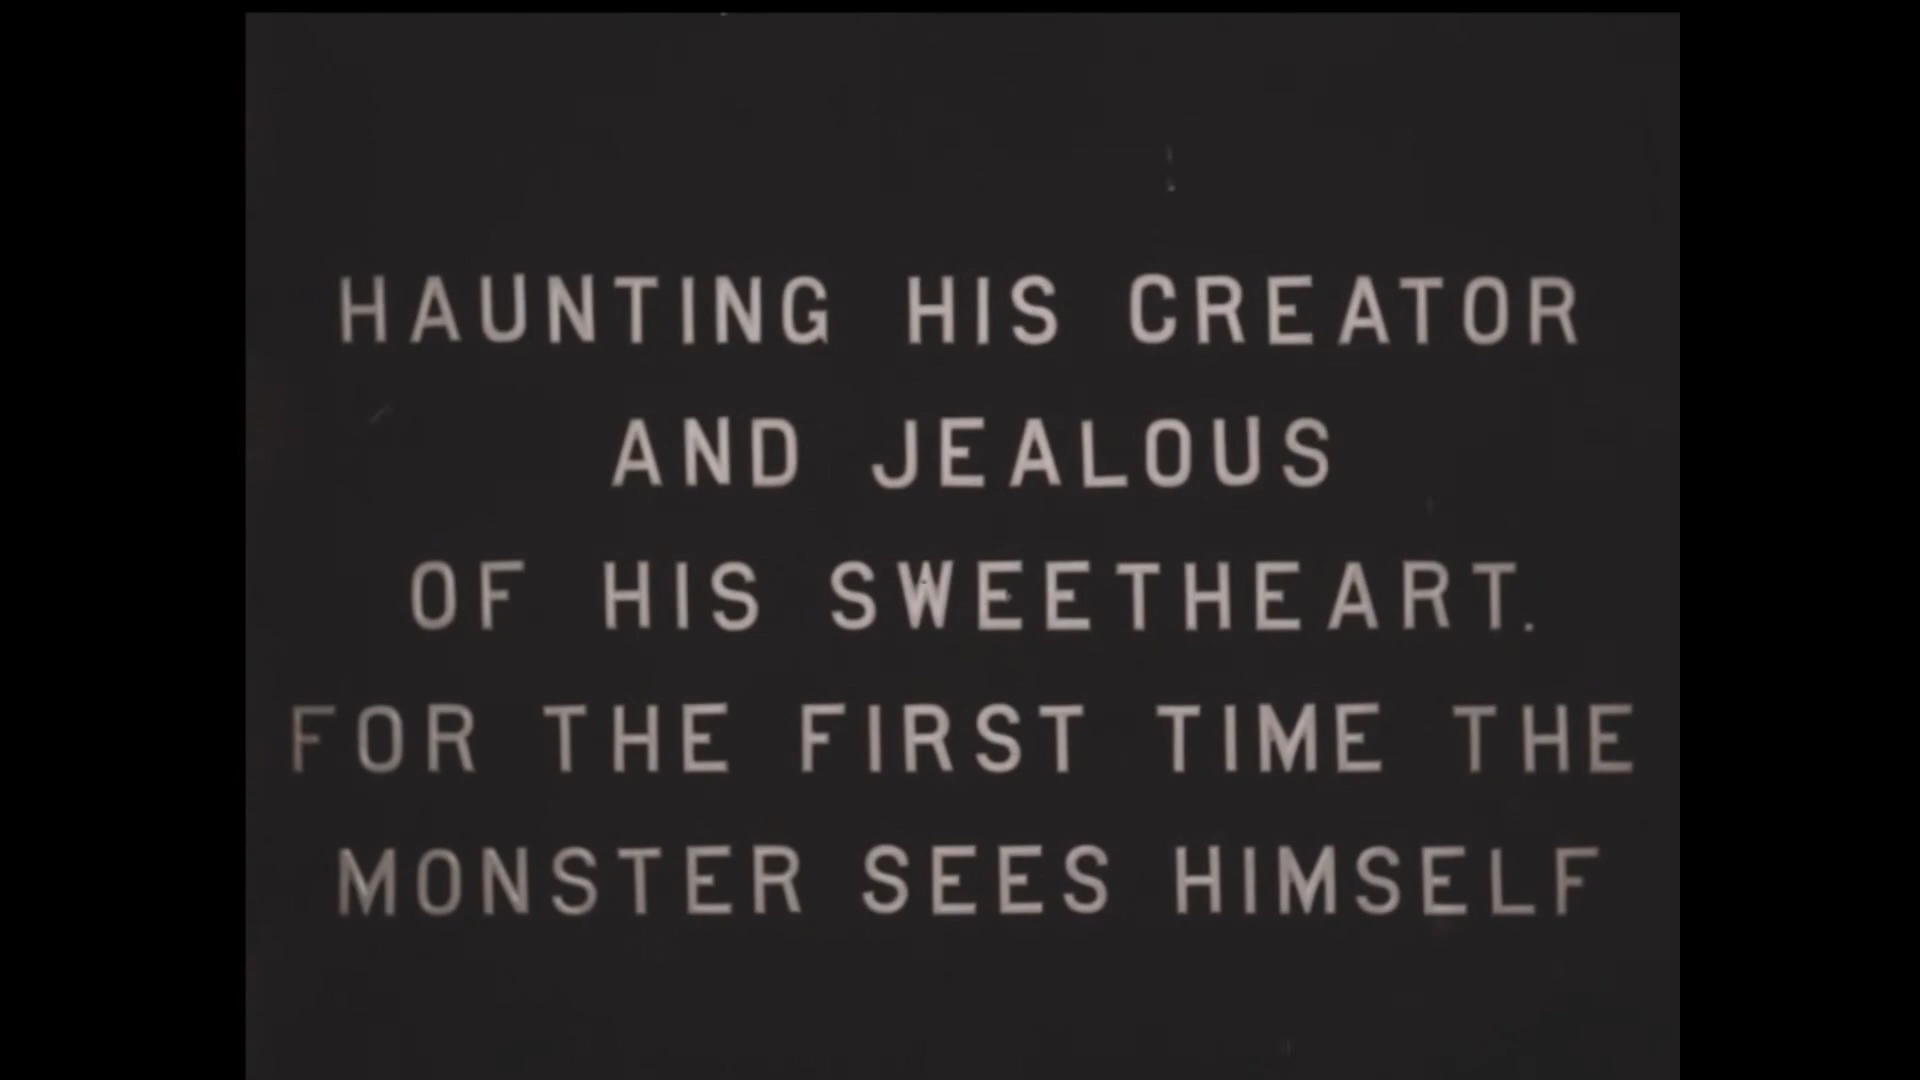 HAUNTING HIS CREATOR
AND JEALOUS
OF HIS SWEETHEART.
FOR THE FIRST TIME THE
MONSTER SEES HIMSELF